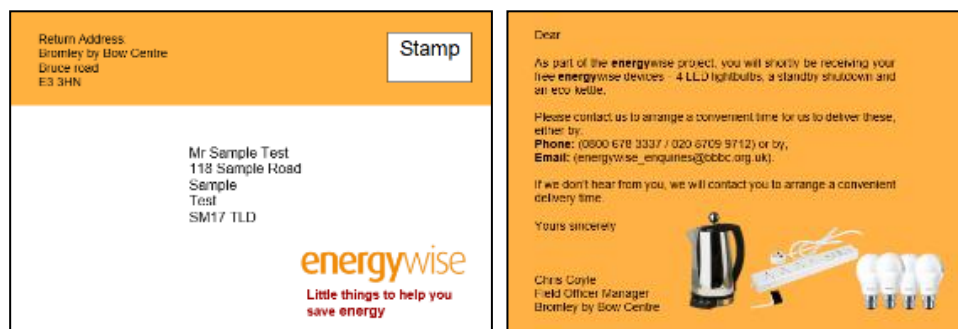 Return Address:
Bromley by Bow Centre
Bruce road
E3 3HN
Stamp
Mr Sample Test
118 Sample Road
Sample
Test
SM17 TLD
energywise
Little things to help you
save energy
Dear
As part of the energywise project, you will shortly be receiving your
free energywise devices - 4 LED lightbulbs, a standby shutdown and
an eco kettle.
Please contact us to arrange a convenient time for us to deliver these,
either by:
Phone: (0800 678 3337 / 020 8709 9712) or by,
Email: (energywise_enquiries@bbbc.org.uk).
If we don't hear from you, we will contact you to arrange a convenient
delivery time.
Yours sincerely
Chris Coyle
Field Officer Manager
Bromley by Bow Centre